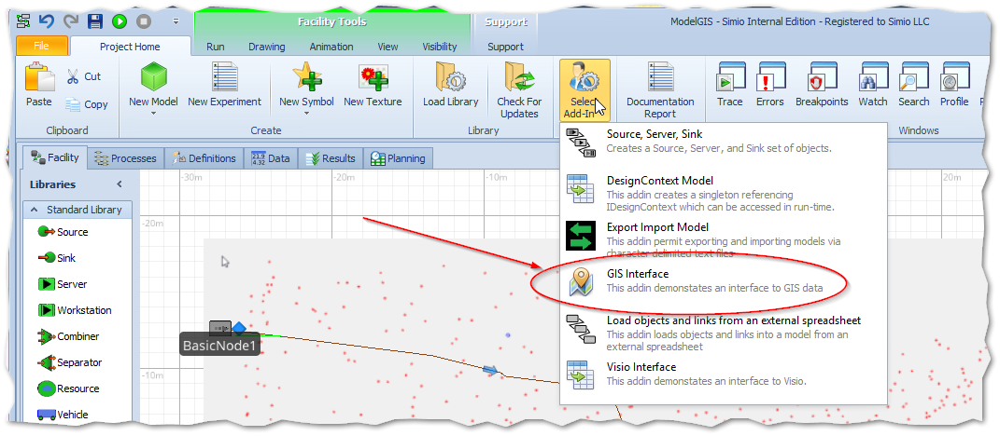 Facility Tools
Support
ModelGIS - Simio Internal Edition - Registered to Simio LLC
File
Project Home
Run
Drawing
Animation
View
Visibility
Support
Paste
Cut
Copy
New Model
New Experiment
New Symbol
New Texture
Load Library
Check For
Updates
Select
Add-In
Documentation
Report
Trace
Errors
Breakpoints
Watch
Search
Profile
Clipboard
Create
Library
Windows
Facility
Processes
Definitions
21.9
4.32
Data
Results
Planning
Libraries
Standard Library
Source
Sink
Server
Workstation
Combiner
Separator
Resource
Vehicle
-30m
-20m
-10m
20m
-20m
-10m
BasicNode1
Source, Server, Sink
Creates a Source, Server, and Sink set of objects.
DesignContext Model
This addin creates a singleton referencing
IDesignContext which can be accessed in run-time.
Export Import Model
This addin permit exporting and importing models via
character delimited text files
GIS Interface
This addin demonstates an interface to GIS data
Load objects and links from an external spreadsheet
This addin loads objects and links into a model from an
external spreadsheet
Visio Interface
This addin demonstates an interface to Visio.